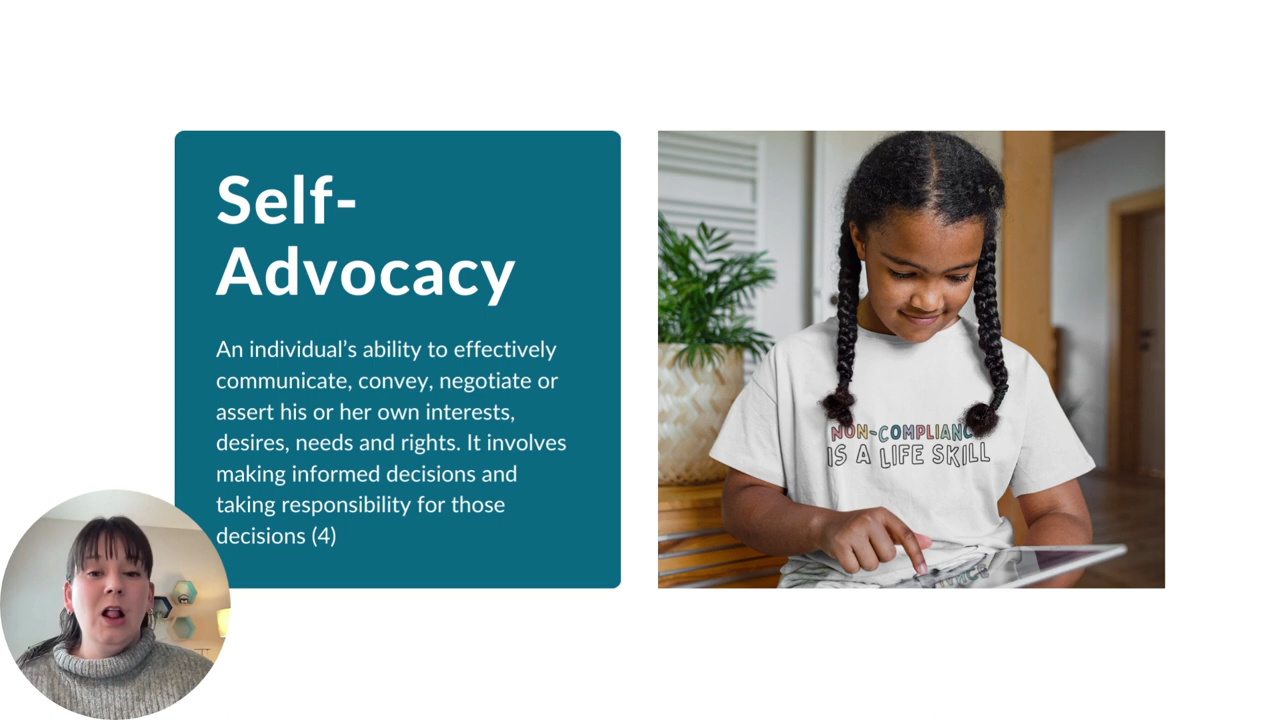 Self-
Advocacy
An individual’s ability to effectively
communicate, convey, negotiate or
assert his or her own interests,
desires, needs and rights. It involves
making informed decisions and
taking responsibility for those
decisions (4)
NON-COMPLIANCE
IS A LIFE SKILL